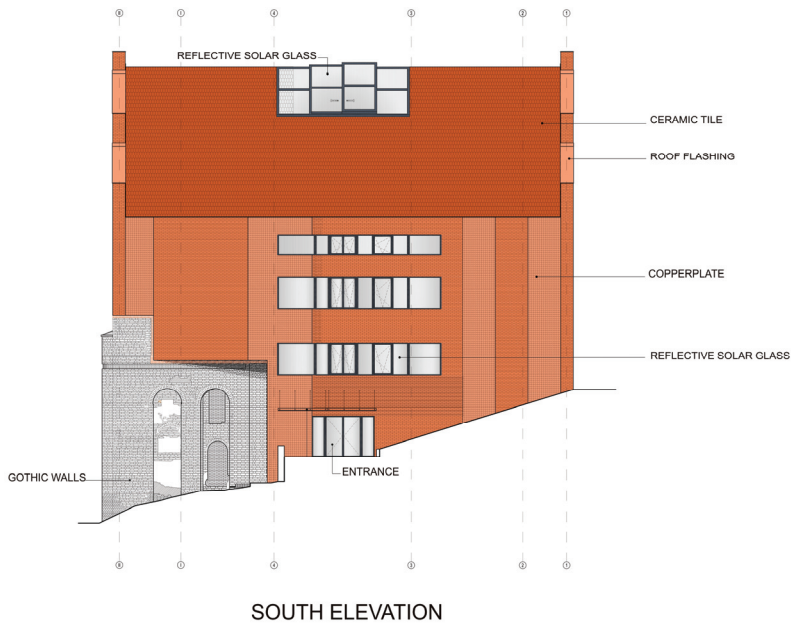 REFLECTIVE SOLAR GLASS
CERAMIC TILE
ROOF FLASHING
COPPERPLATE
REFLECTIVE SOLAR GLASS
ENTRANCE
GOTHIC WALLS
SOUTH ELEVATION